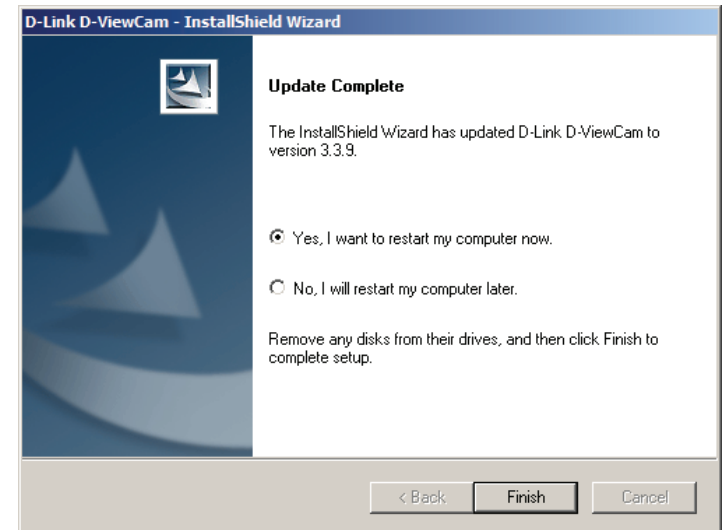 D-Link D-ViewCam - InstallShield Wizard
Update Complete
The InstallShield Wizard has updated D-Link D-ViewCam to
version 3.3.9.
Yes, I want to restart my computer now.
No, I will restart my computer later.
Remove any disks from their drives, and then click Finish to
complete setup.
< Back Finish Cancel